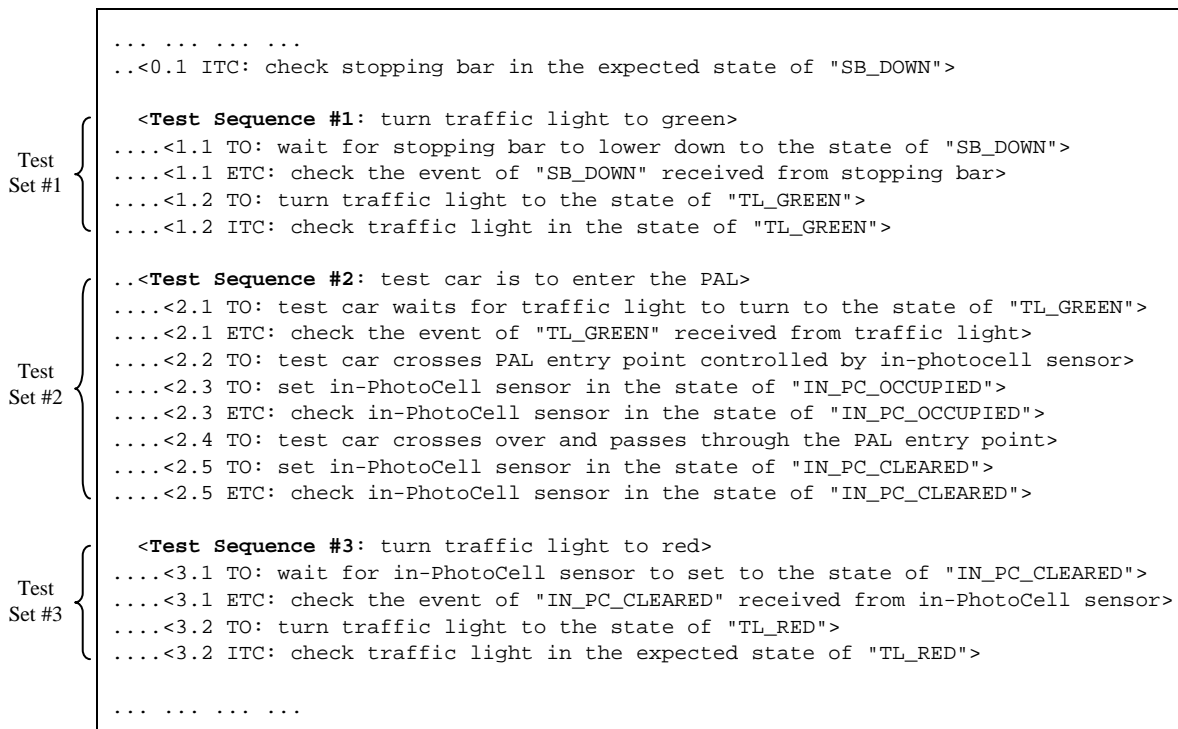 ... ... ... ...
..<0.1 ITC: check stopping bar in the expected state of "SB_DOWN">
Test Set #1
<Test Sequence #1: turn traffic light to green>
....<1.1 TO: wait for stopping bar to lower down to the state of "SB_DOWN">
....<1.1 ETC: check the event of "SB_DOWN" received from stopping bar>
....<1.2 TO: turn traffic light to the state of "TL_GREEN">
....<1.2 ITC: check traffic light in the state of "TL_GREEN">
Test Set #2
..<Test Sequence #2: test car is to enter the PAL>
....<2.1 TO: test car waits for traffic light to turn to the state of "TL_GREEN">
....<2.1 ETC: check the event of "TL_GREEN" received from traffic light>
....<2.2 TO: test car crosses PAL entry point controlled by in-photocell sensor>
....<2.3 TO: set in-PhotoCell sensor in the state of "IN_PC_OCCUPIED">
....<2.3 ETC: check in-PhotoCell sensor in the state of "IN_PC_OCCUPIED">
....<2.4 TO: test car crosses over and passes through the PAL entry point>
....<2.5 TO: set in-PhotoCell sensor in the state of "IN_PC_CLEARED">
....<2.5 ETC: check in-PhotoCell sensor in the state of "IN_PC_CLEARED">
Test Set #3
<Test Sequence #3: turn traffic light to red>
....<3.1 TO: wait for in-PhotoCell sensor to set to the state of "IN_PC_CLEARED">
....<3.1 ETC: check the event of "IN_PC_CLEARED" received from in-PhotoCell sensor>
....<3.2 TO: turn traffic light to the state of "TL_RED">
....<3.2 ITC: check traffic light in the expected state of "TL_RED">
... ... ... ...